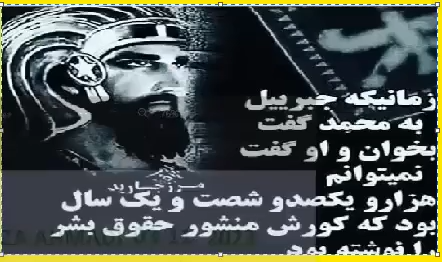 زمانیکه جبرییل
به محمد گفت
بخوان و او گفت
نمیتوانم
هزارو یکصدو شصت و یک سال
بود که کورش منشور حقوق بشر
را نوشته بود